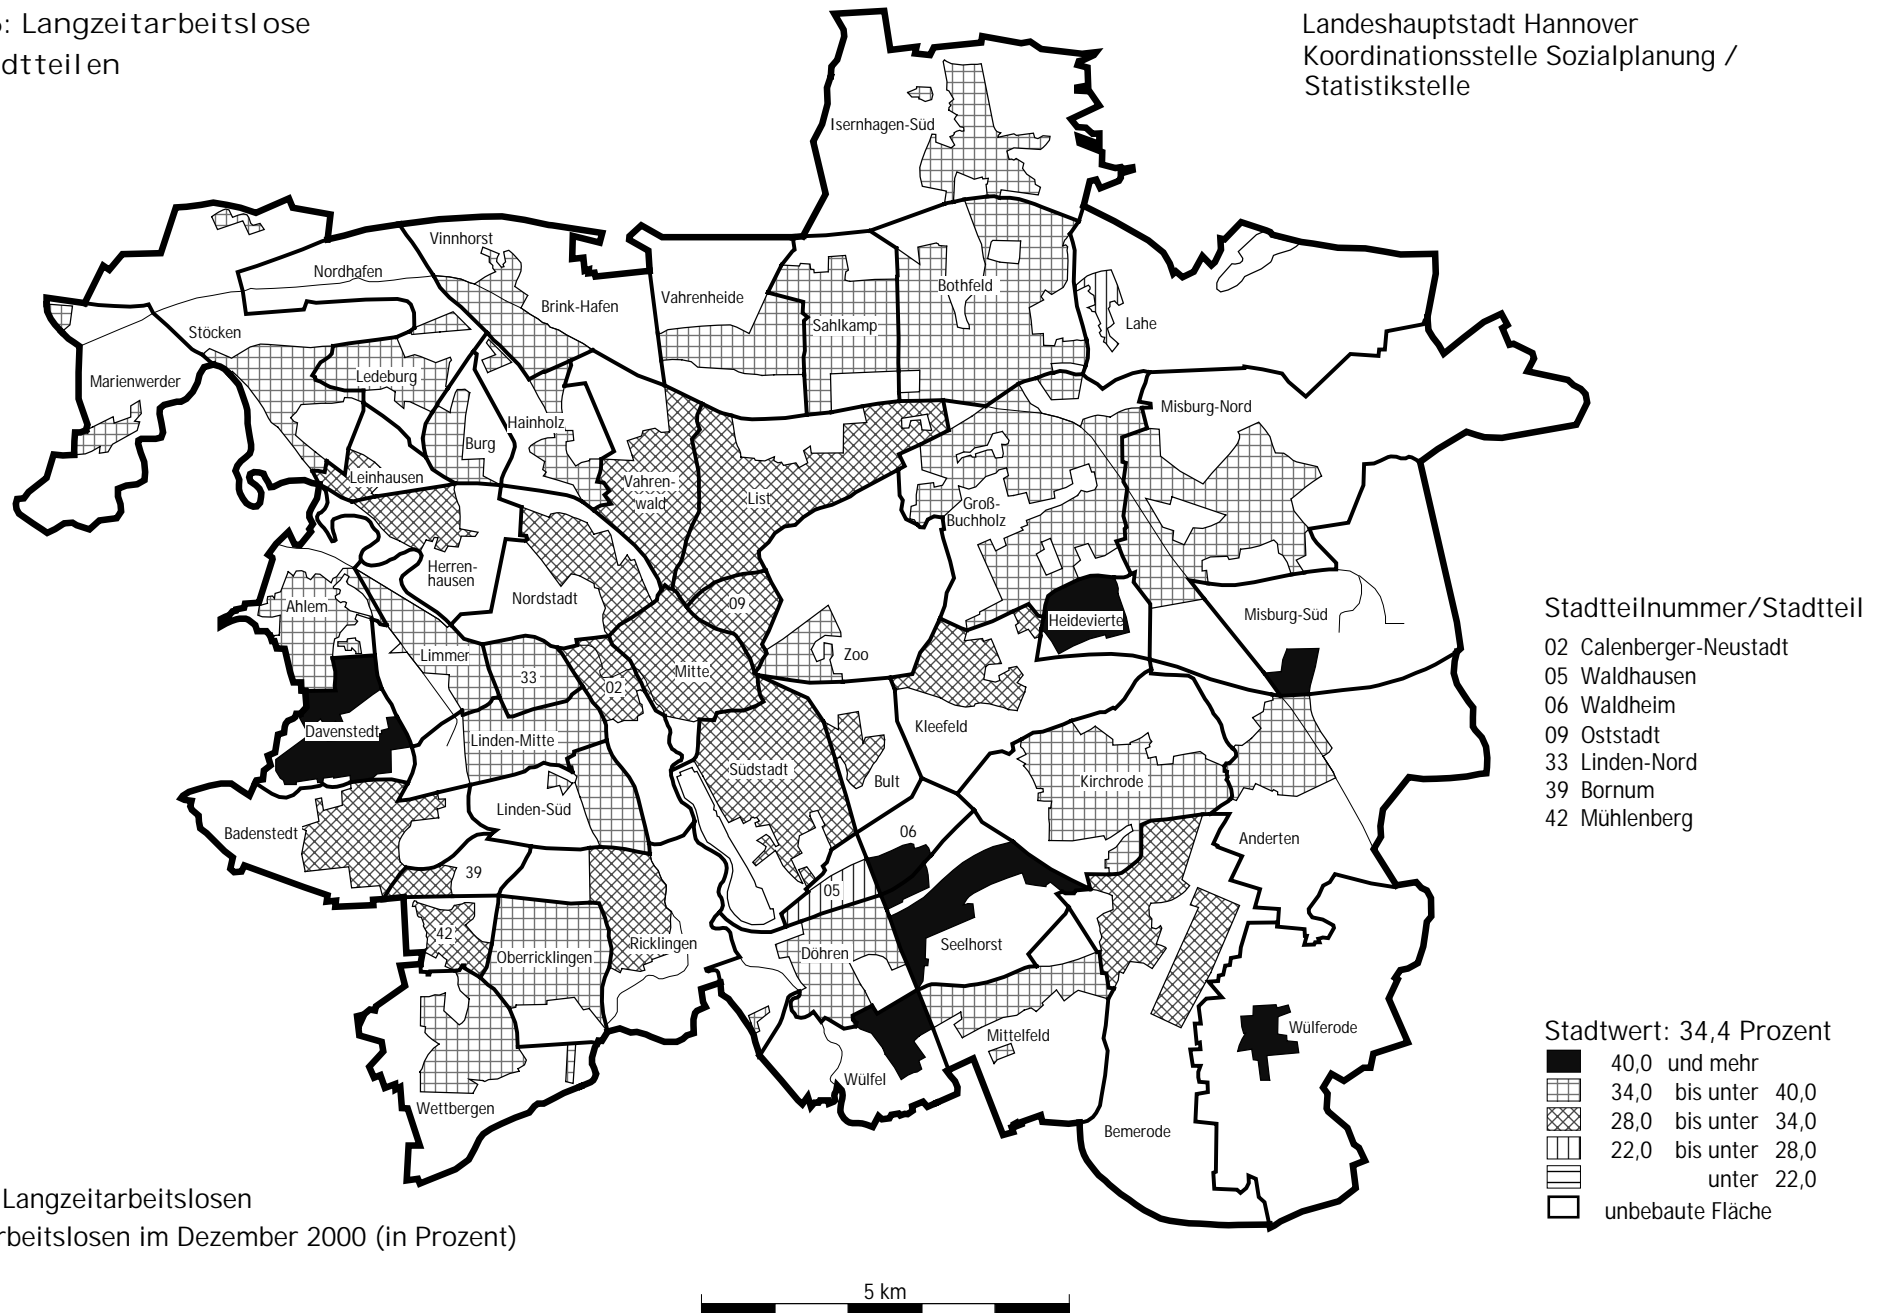 : Langzeitarbeitslose
dtteilen
Landeshauptstadt Hannover
Koordinationsstelle Sozialplanung /
Statistikstelle
Isernhagen-Süd
Vinnhorst
Nordhafen
Brink-Hafen
Vahrenheide
Bothfeld
Sahlkamp
Lahe
Stöcken
Marienwerder
Ledeburg
Hainholz
Burg
Misburg-Nord
Leinhausen
Vahren-
wald
List
Groß-
Buchholz
Herren-
hausen
Nordstadt
Ahlem
09
Heidevierte
Misburg-Süd
Limmer
33
02
Mitte
Zoo
Davenstedt
Linden-Mitte
Kleefeld
Südstadt
Bult
Kirchrode
Linden-Süd
Badenstedt
06
Anderten
39
05
42
Oberricklingen
Ricklingen
Döhren
Seelhorst
Mittelfeld
Wülferode
Wülfel
Wettbergen
Bemerode
Stadtteilnummer/Stadtteil
02 Calenberger-Neustadt
05 Waldhausen
06 Waldheim
09 Oststadt
33 Linden-Nord
39 Bornum
42 Mühlenberg
Stadtwert: 34,4 Prozent
40,0 und mehr
34,0 bis unter 40,0
28,0 bis unter 34,0
22,0 bis unter 28,0
unter 22,0
unbebaute Fläche
Langzeitarbeitslosen
rbeitslosen im Dezember 2000 (in Prozent)
5 km